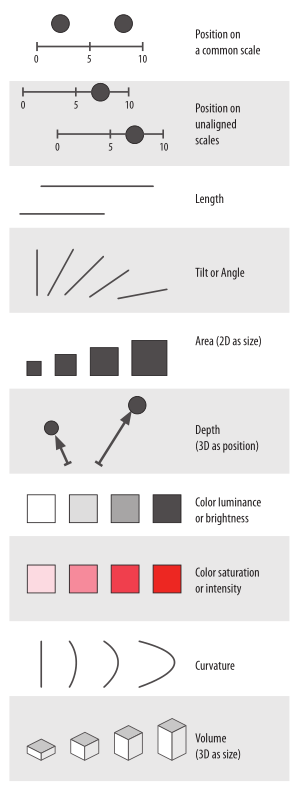 Position on
a common scale
0 5 10
0 5 10
Position on
unaligned
scales
0 5 10
Length
Tilt or Angle
Area (2D as size)
Depth
(3D as position)
Color luminance
or brightness
Color saturation
or intensity
Curvature
Volume
(3D as size)